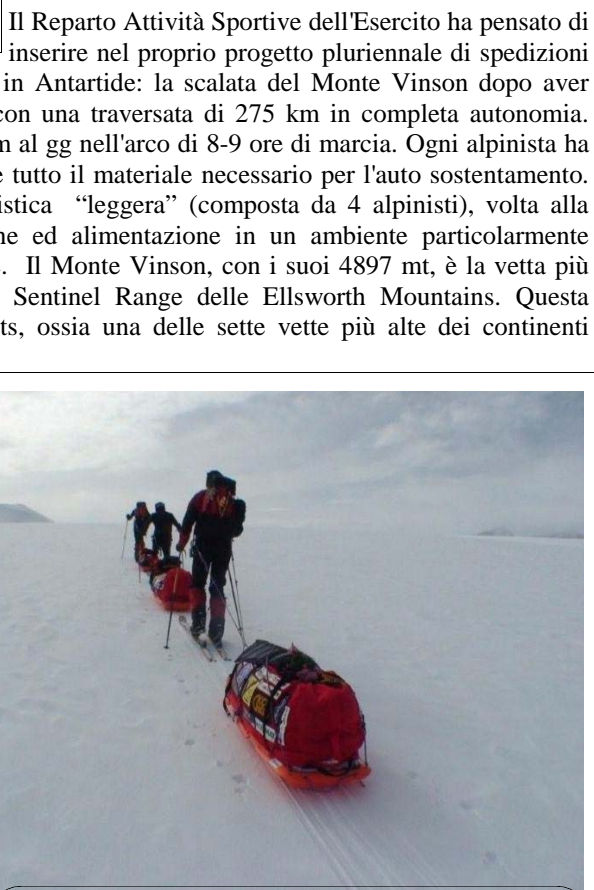 Il Reparto Attività Sportive dell'Esercito ha pensato di
inserire nel proprio progetto pluriennale di spedizioni
in Antartide: la scalata del Monte Vinson dopo aver
con una traversata di 275 km in completa autonomia.
al gg nell'arco di 8-9 ore di marcia. Ogni alpinista ha
e tutto il materiale necessario per l'auto sostentamento.
istica “leggera” (composta da 4 alpinisti), volta alla
ne ed alimentazione in un ambiente particolarmente
Il Monte Vinson, con i suoi 4897 mt, è la vetta più
Sentinel Range delle Ellsworth Mountains. Questa
ts, ossia una delle sette vette più alte dei continenti